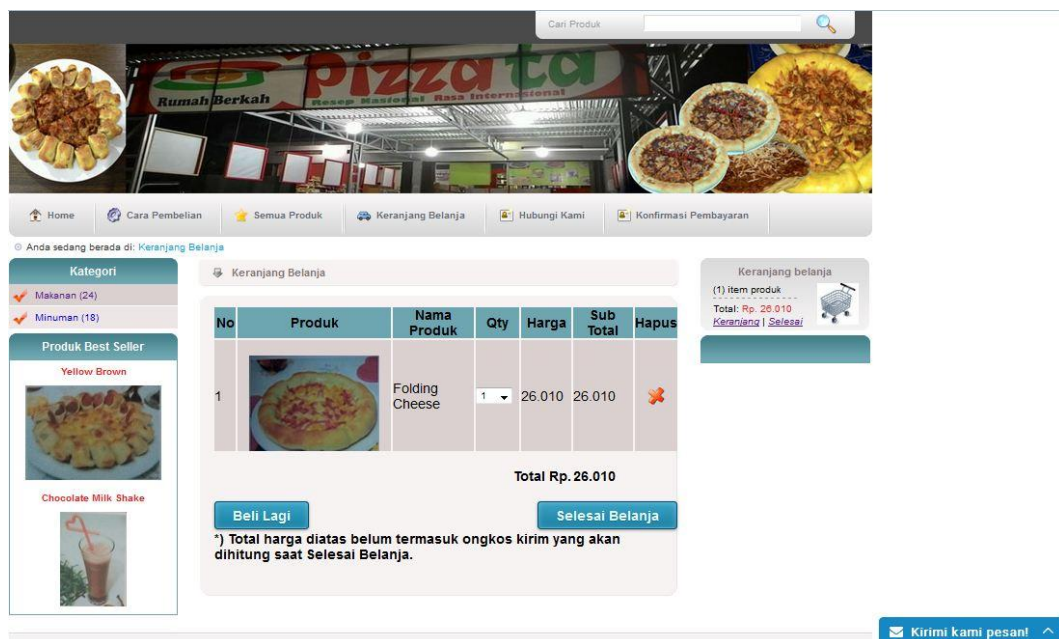 Cari Produk
Pizza ta
Rumah Berkah
Resep Nasional Rasa Internastonal
Home
Cara Pembelian
Semua Produk
Keranjang Belanja
Hubungi Kami
Konfirmasi Pembayaran
Anda sedang berada di: Keranjang Belanja
Kategori
Makanan (24)
Minuman (18)
Produk Best Seller
Yellow Brown
Chocolate Milk Shake
Keranjang Belanja
No Produk Nama Produk Qty Harga Sub Total Hapus
1 Folding Cheese 1 26.010 26.010
Total Rp. 26.010
Beli Lagi
Selesai Belanja
*) Total harga diatas belum termasuk ongkos kirim yang akan
dihitung saat Selesai Belanja.
Keranjang belanja
(1) item produk
Total: Rp. 26.010
Keranjang | Selesai
Kirimi kami pesan!